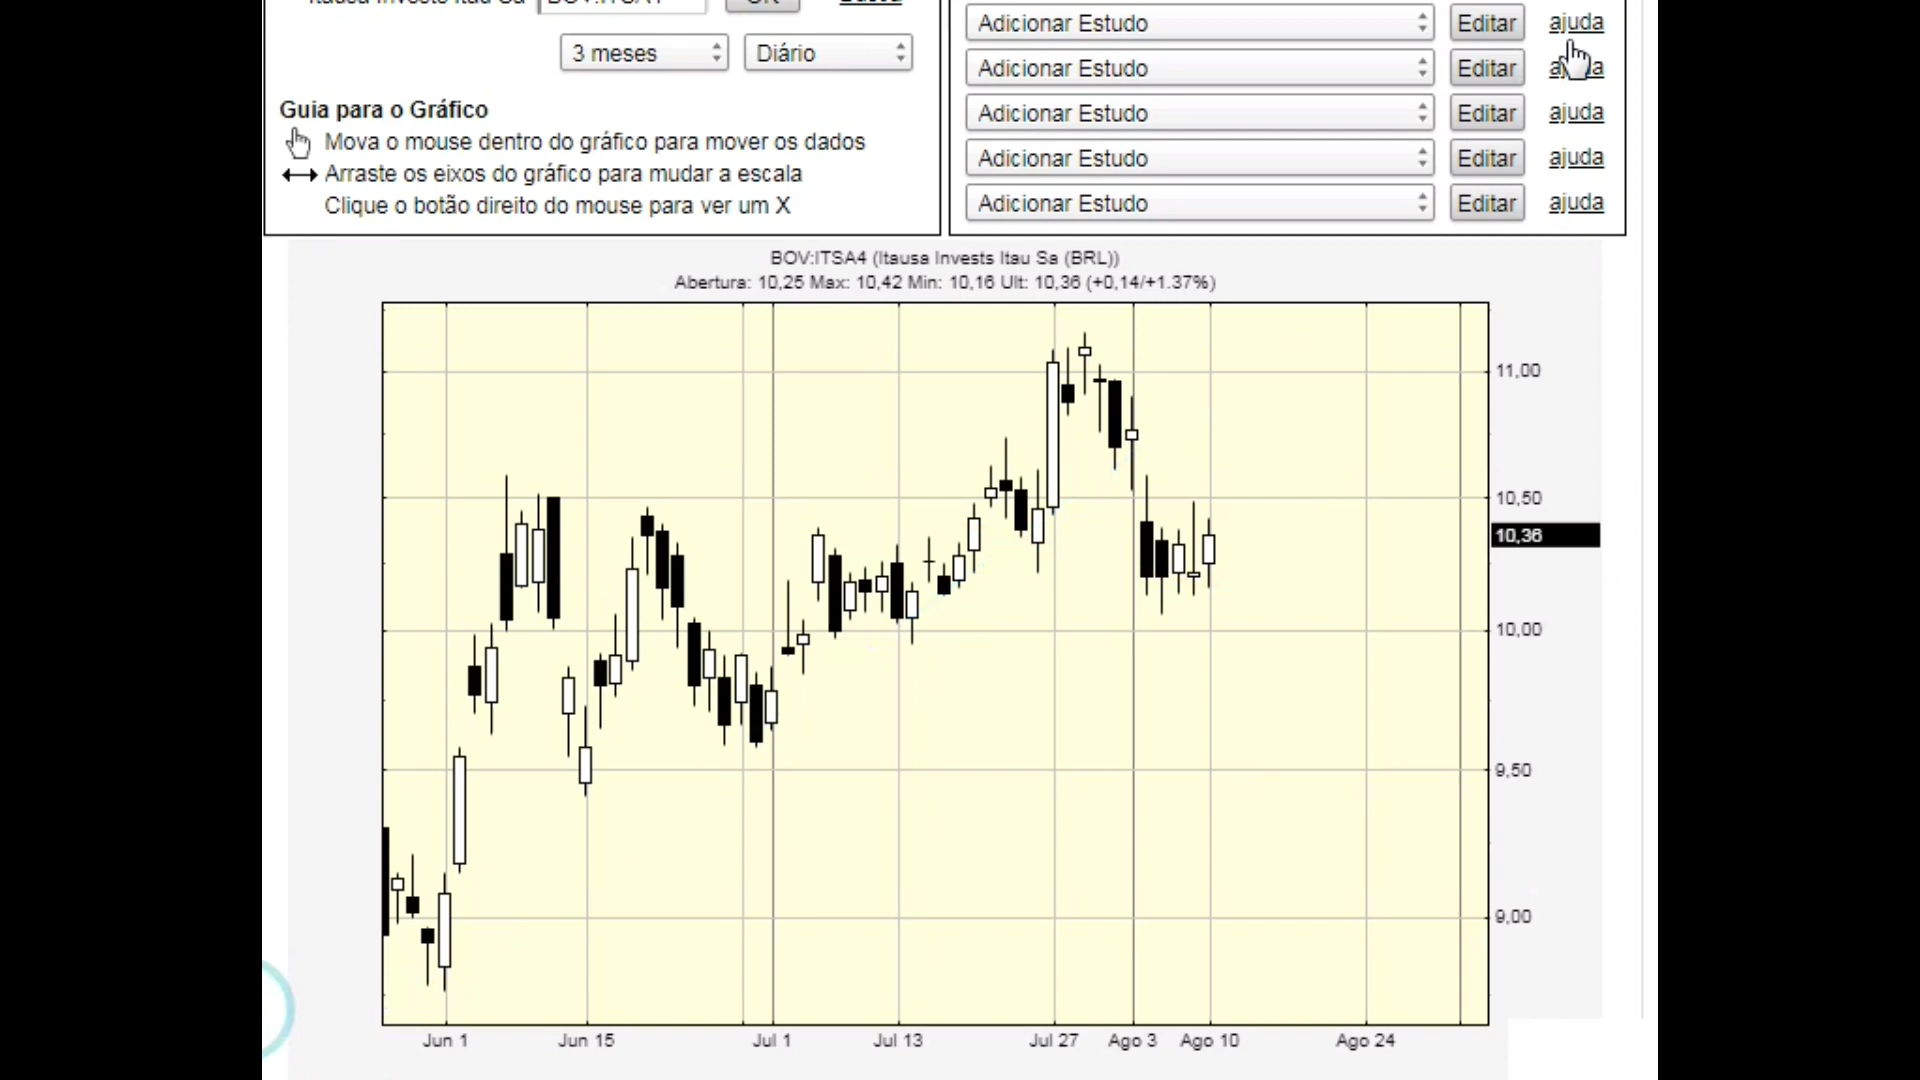 3 meses Diário
Guia para o Gráfico
Mova o mouse dentro do gráfico para mover os dados
Arraste os eixos do gráfico para mudar a escala
Clique o botão direito do mouse para ver um X
Adicionar Estudo Editar ajuda
Adicionar Estudo Editar
Adicionar Estudo Editar ajuda
Adicionar Estudo Editar ajuda
Adicionar Estudo Editar ajuda
BOV:ITSA4 (Itausa Invests Itau Sa (BRL))
Abertura: 10,25 Max: 10,42 Min: 10,16 Ult: 10,36 (+0,14/+1.37%)
11,00
10,50
10,36
10,00
9,50
9,00
Jun 1 Jun 15 Jul 1 Jul 13 Jul 27 Ago 3 Ago 10 Ago 24